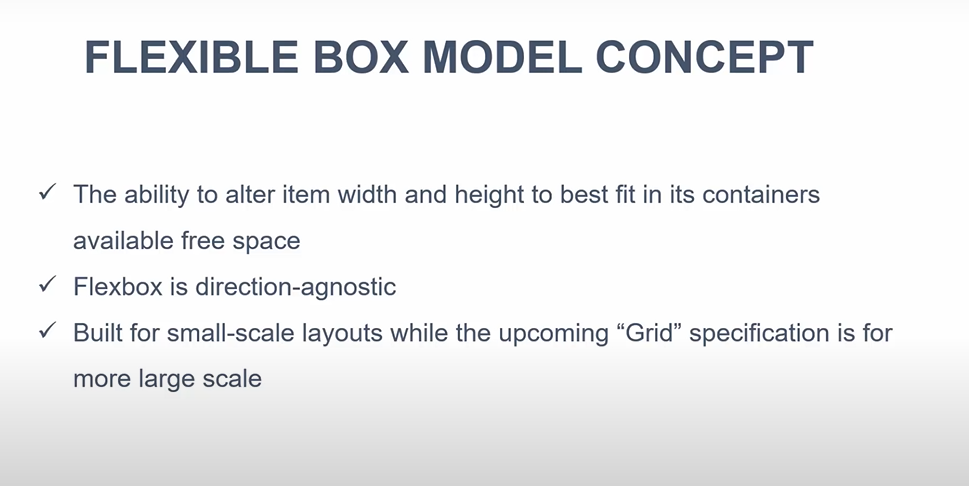 FLEXIBLE BOX MODEL CONCEPT
✓ The ability to alter item width and height to best fit in its containers
available free space
✓ Flexbox is direction-agnostic
✓ Built for small-scale layouts while the upcoming “Grid” specification is for
more large scale